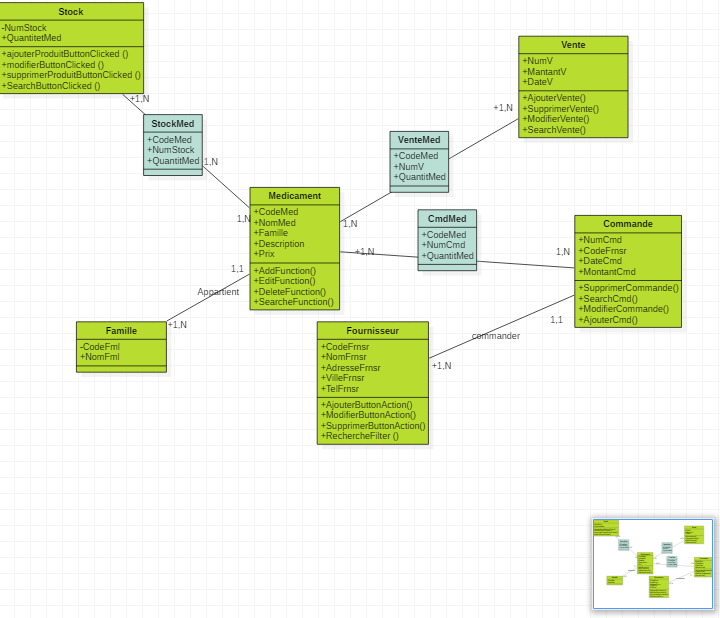 Stock
-NumStock
+QuantitetMed
+ajouterProduitButtonClicked ()
+modifierButtonClicked ()
+supprimerProduitButtonClicked ()
+SearchButtonClicked ()
+1,N
StockMed
+CodeMed
+NumStock
+QuantitMed
1,N
Vente
+NumV
+MantantV
+DateV
+AjouterVente()
+SupprimerVente()
+ModifierVente()
+SearchVente()
+1,N
VenteMed
+CodeMed
+NumV
+QuantitMed
1,N
Medicament
+CodeMed
+NomMed
+Famille
+Description
+Prix
+AddFunction()
+EditFunction()
+DeleteFunction()
+SearcheFunction()
1,N
+1,N
CmdMed
+CodeMed
+NumCmd
+QuantitMed
1,N
Commande
+NumCmd
+CodeFrnsr
+DateCmd
+MontantCmd
+SupprimerCommande()
+SearchCmd()
+ModifierCommande()
+AjouterCmd()
1,1
Appartient
+1,N
Famille
-CodeFml
+NomFml
Fournisseur
+CodeFrnsr
+NomFrnsr
+AdresseFrnsr
+VilleFrnsr
+TelFrnsr
+AjouterButtonAction()
+ModifierButtonAction()
+SupprimerButtonAction()
+RechercheFilter ()
+1,N
commander
1,1